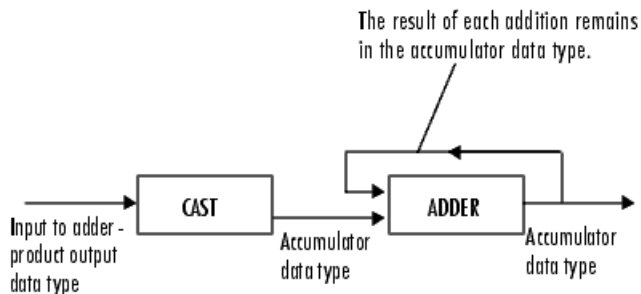 The result of each addition remains
in the accumulator data type.
CAST
ADDER
Input to adder -
product output
data type
Accumulator
data type
Accumulator
data type